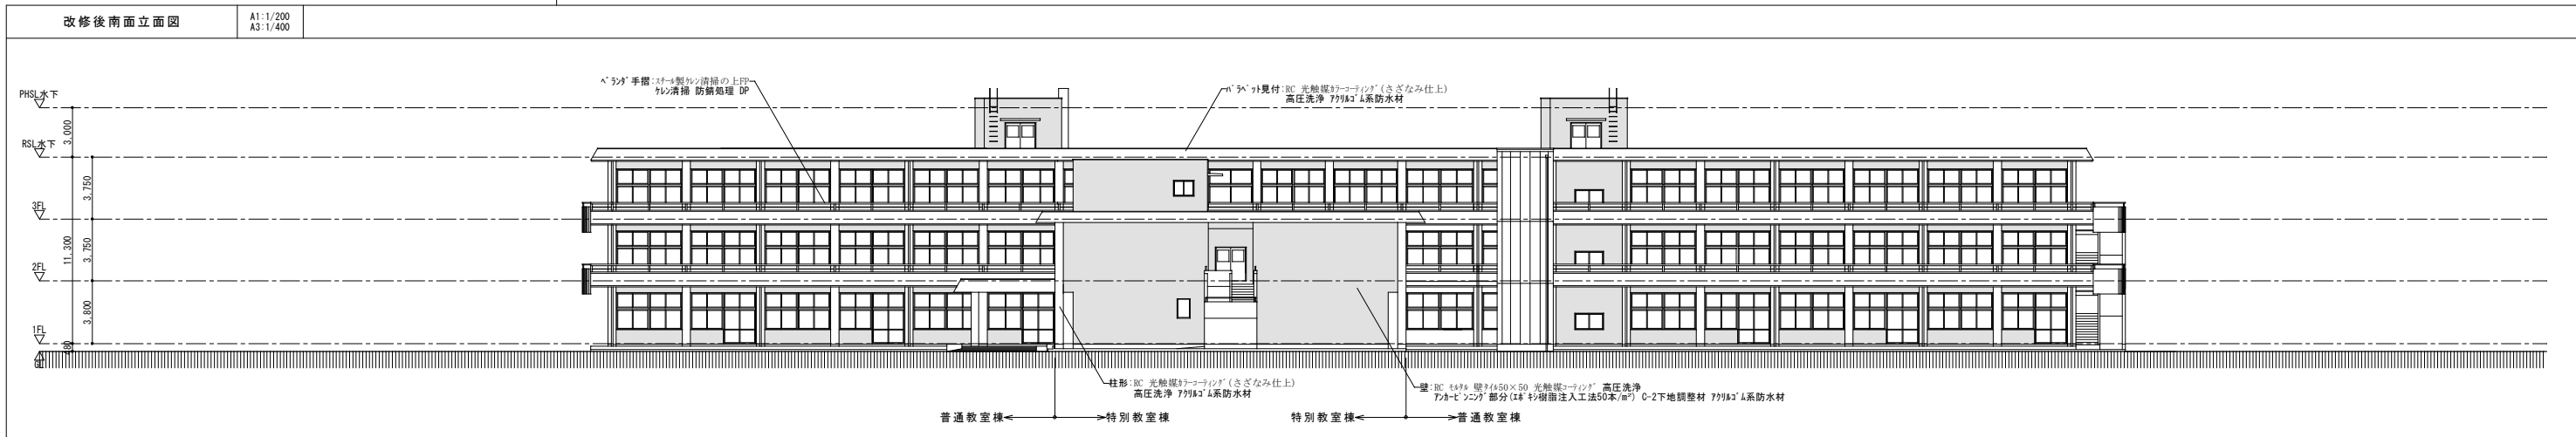 改修後南面立面図
A1:1/200
A3:1/400
ﾍﾞﾗﾝﾀﾞ手摺:ｽﾁｰﾙ製ｹﾚﾝ清掃の上FP
ｹﾚﾝ清掃 防錆処理 DP
ﾊﾟﾗﾍﾟｯﾄ見付:RC 光触媒ｶﾗｰｺｰﾃｨﾝｸﾞ(さざなみ仕上)
高圧洗浄 ｱｸﾘﾙｺﾞﾑ系防水材
PHSL水下
3,000
RSL水下
3,750
3FL
11,300
3,750
2FL
3,800
1FL
480
GL
柱形:RC 光触媒ｶﾗｰｺｰﾃｨﾝｸﾞ(さざなみ仕上)
高圧洗浄 ｱｸﾘﾙｺﾞﾑ系防水材
壁:RC ﾓﾙﾀﾙ 壁ﾀｲﾙ50×50 光触媒ｺｰﾃｨﾝｸﾞ 高圧洗浄
ｱﾝｶｰﾋﾟﾝﾆﾝｸﾞ部分(ｴﾎﾟｷｼ樹脂注入工法50本/㎡) C-2下地調整材 ｱｸﾘﾙｺﾞﾑ系防水材
普通教室棟 特別教室棟
特別教室棟 普通教室棟